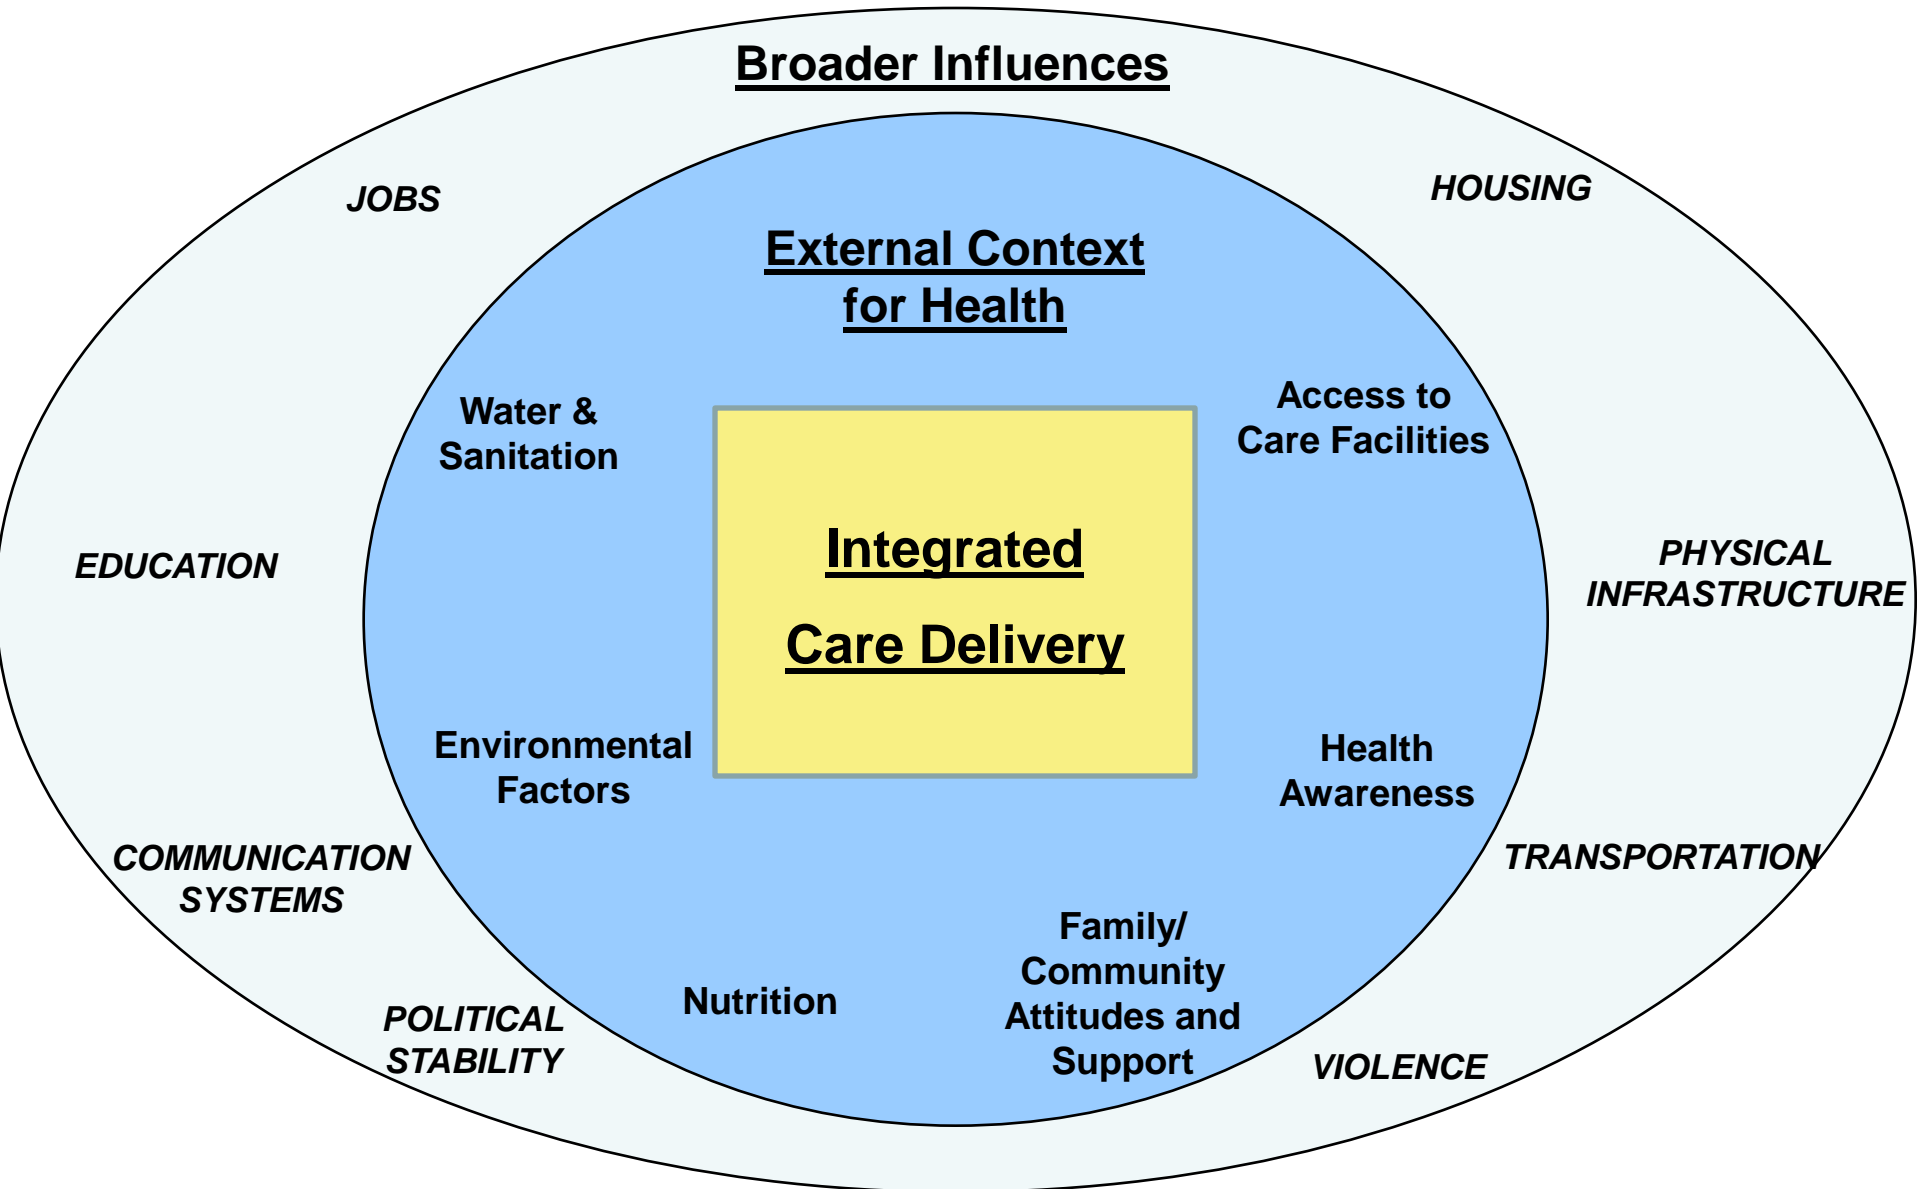 Broader Influences
JOBS
HOUSING
External Context
for Health
Water &
Sanitation
Access to
Care Facilities
Integrated
Care Delivery
EDUCATION
PHYSICAL
INFRASTRUCTURE
Environmental
Factors
Health
Awareness
COMMUNICATION
SYSTEMS
TRANSPORTATION
Nutrition
Family/
Community
Attitudes and
Support
POLITICAL
STABILITY
VIOLENCE